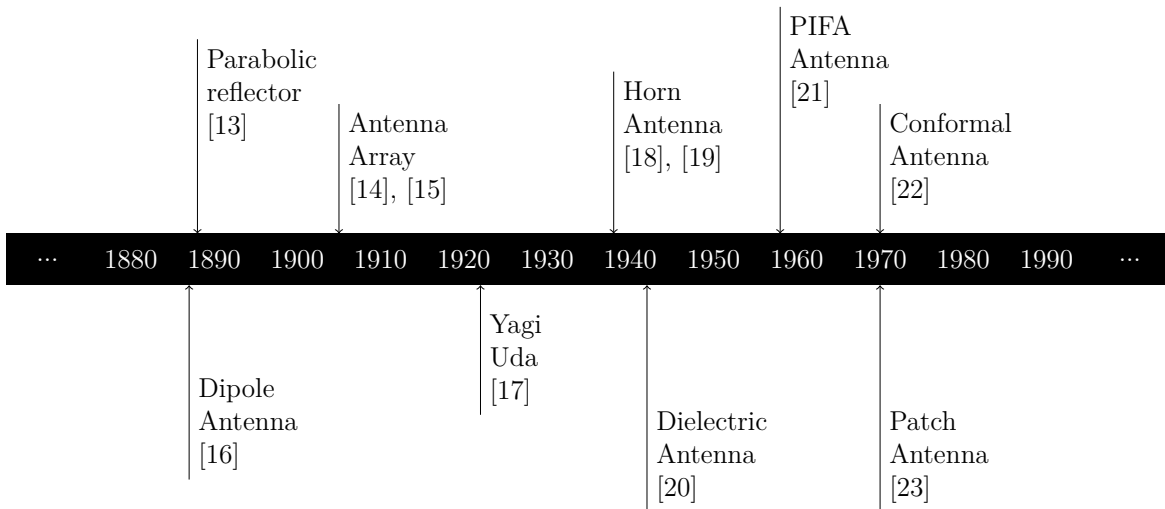 PIFA
Antenna
[21]
Parabolic
reflector
[13]
Horn
Antenna
[18], [19]
Antenna
Array
[14], [15]
Conformal
Antenna
[22]
... 1880 1890 1900 1910 1920 1930 1940 1950 1960 1970 1980 1990 ...
Yagi
Uda
[17]
Dipole
Antenna
[16]
Dielectric
Antenna
[20]
Patch
Antenna
[23]